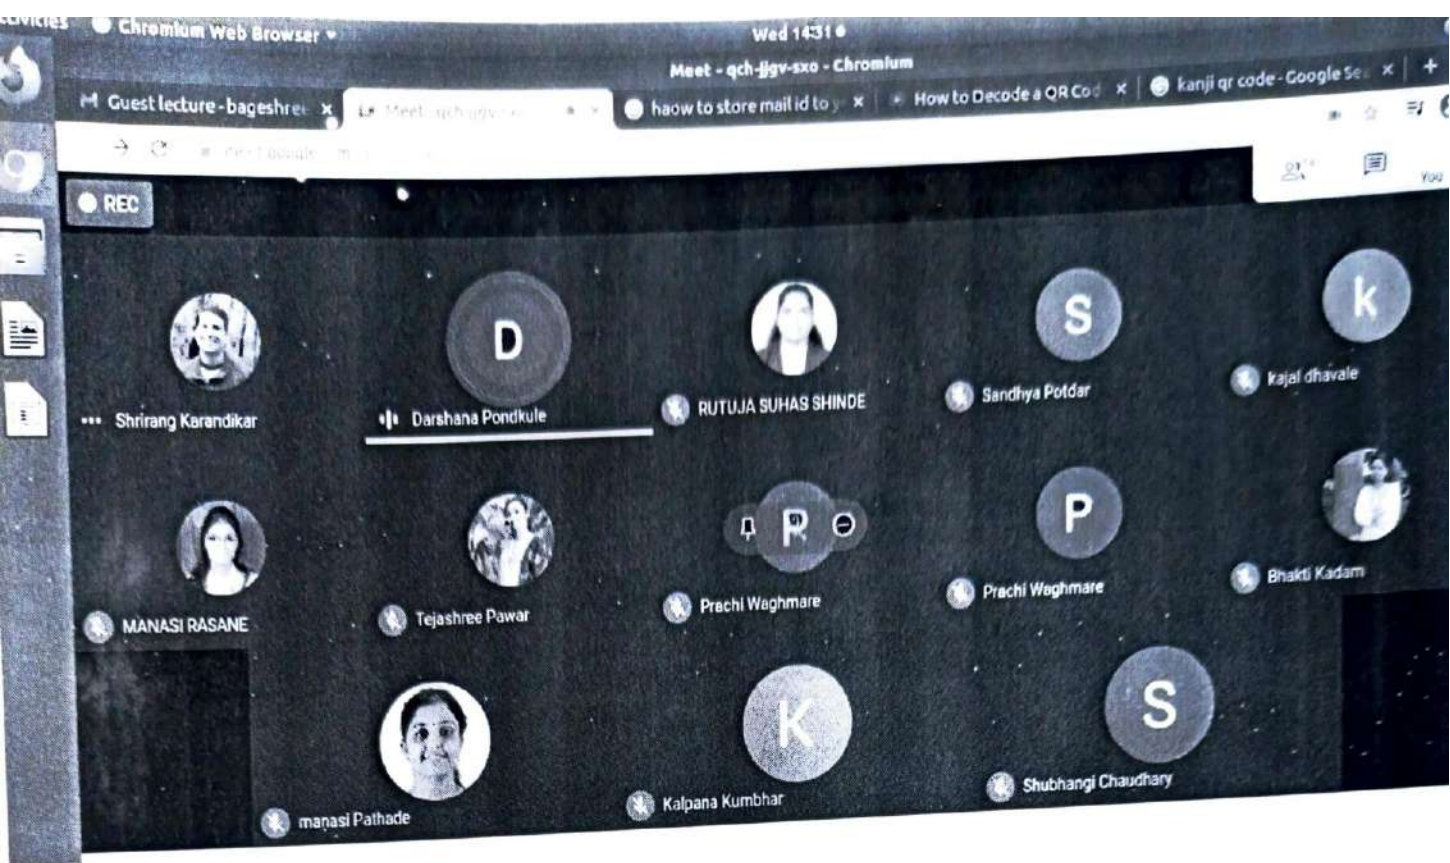 Chromium Web Browser
Wed 14:31
Meet - qch-jjgv-sxo - Chromium
Guest lecture - bageshree
haow to store mail id to y
How to Decode a QR Cod
kanji qr code - Google Se
REC
You
Shrirang Karandikar
D
Darshana Pondkule
RUTUJA SUHAS SHINDE
S
Sandhya Potdar
k
kajal dhavale
MANASI RASANE
Tejashree Pawar
P
Prachi Waghmare
P
Prachi Waghmare
Bhakti Kadam
manasi Pathade
K
Kalpana Kumbhar
S
Shubhangi Chaudhary